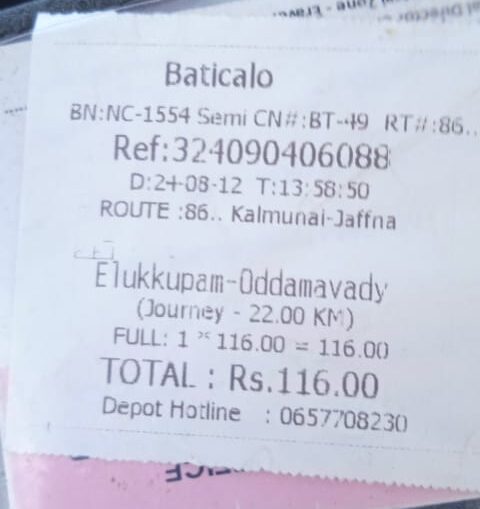 Baticalo
BN:NC-1554 Semi CN#:BT-49 RT#:86..
Ref:324090406088
D:24-08-12 T:13:58:50
ROUTE :86.. Kalmunai-Jaffna
Elukkupam-Oddamavady
(Journey - 22.00 KM)
FULL: 1 * 116.00 = 116.00
TOTAL : Rs.116.00
Depot Hotline : 0657708230